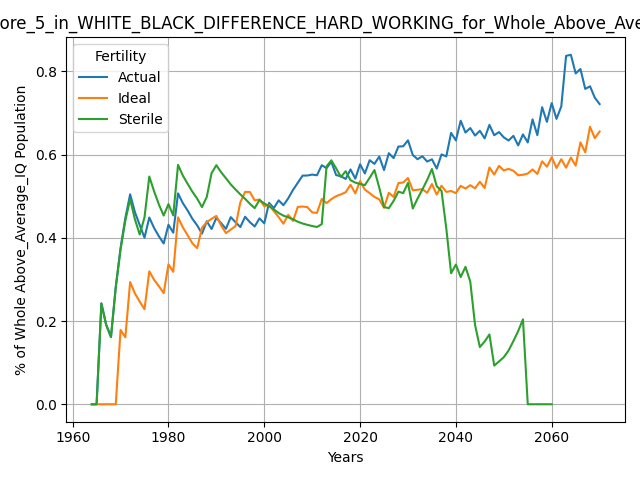 ore_5_in_WHITE_BLACK_DIFFERENCE_HARD_WORKING_for_Whole_Above_Ave
Fertility
Actual
Ideal
Sterile
% of Whole Above_Average_IQ Population
0.8
0.6
0.4
0.2
0.0
1960 1980 2000 2020 2040 2060
Years